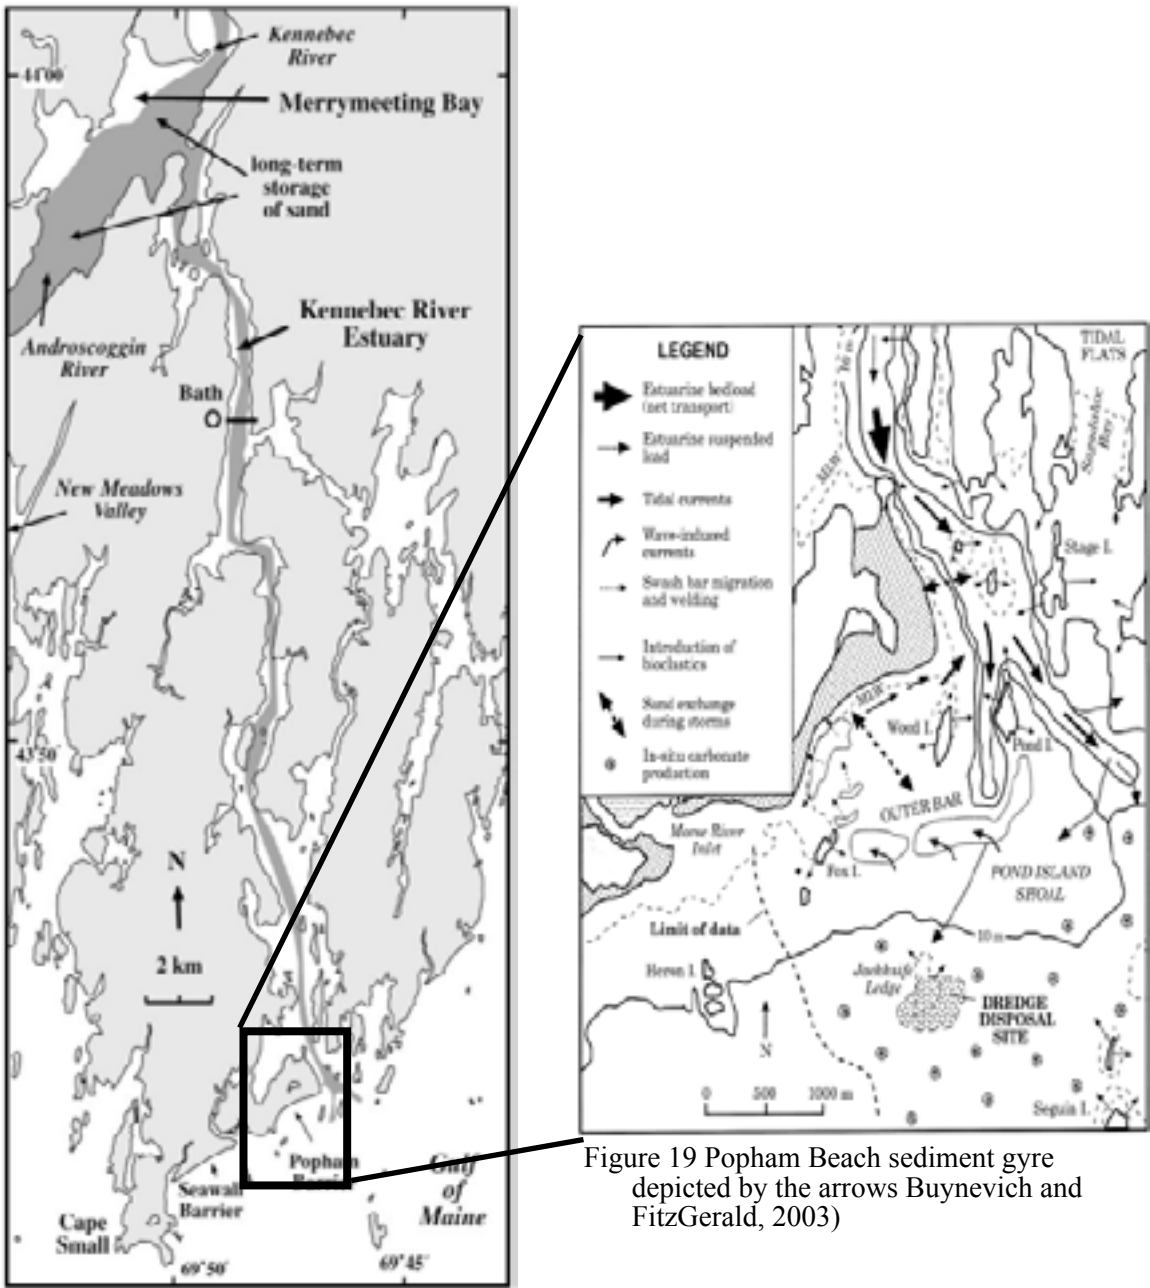 Kennebec
River
44°00'
Merrymeeting Bay
long-term
storage
of sand
Kennebec River
Estuary
Androscoggin
River
Bath
New Meadows
Valley
43°50'
N
2 km
Popham
Seawall
Barrier
Gulf
of
Maine
Cape
Small
69°50'
69°45'
LEGEND
Estuarine bedload
(net transport)
Estuarine suspended
load
Tidal currents
Wave-induced
currents
Swash bar migration
and welding
Introduction of
bioclastics
Sand exchange
during storms
In-situ carbonate
production
10 m
TIDAL
FLATS
Sagadahoc
Bay
MLW
Stage I.
MLW
Wood I.
Pond I.
OUTER BAR
Morse River
Inlet
Fox I.
POND ISLAND
SHOAL
Limit of data
10 m
Heron I.
Jackknife
Ledge
DREDGE
DISPOSAL
SITE
N
0 500 1000 m
Seguin I.
Figure 19 Popham Beach sediment gyre
depicted by the arrows Buynevich and
FitzGerald, 2003)